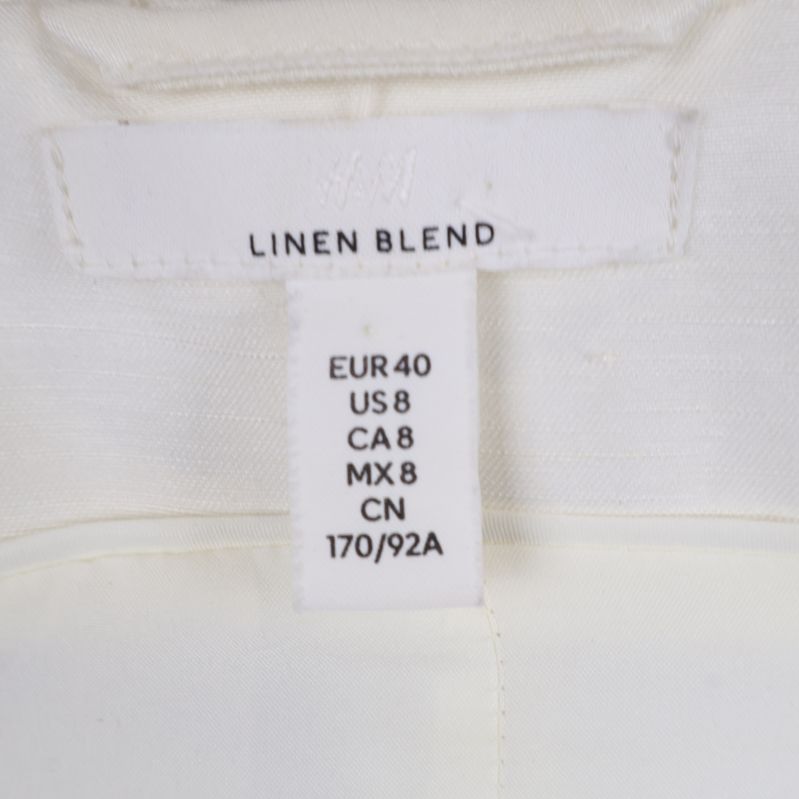 H&M
LINEN BLEND
EUR 40
US 8
CA 8
MX 8
CN
170/92A